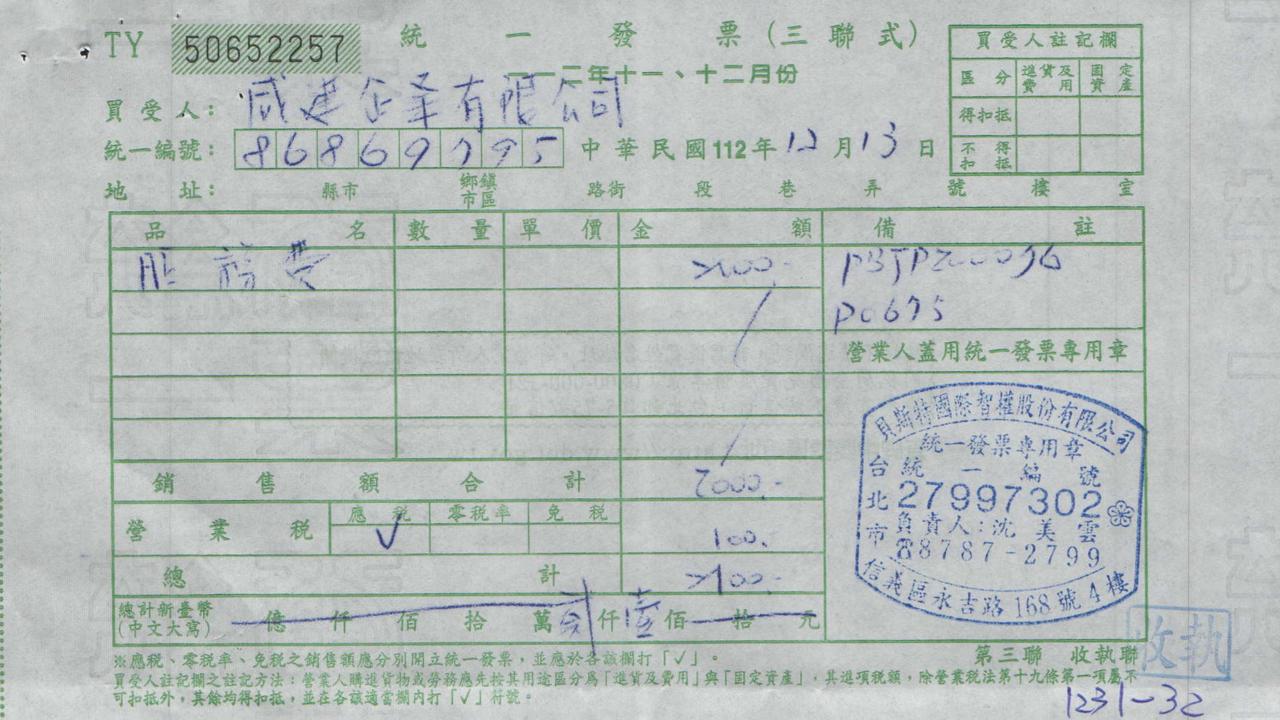 TY 50652257 統一發票(三聯式)
一一二年十一、十二月份
買受人: 威建企業有限公司
統一編號: 86869795 中華民國112年12月13日
地址: 縣市 鄉鎮市區 路街 段 巷 弄 號 樓 室
買受人註記欄
區分 進貨及費用 固定資產
得扣抵
不得扣抵
品名 數量 單價 金額 備註
服務費 2000.- PBTP2000096
P0695
營業人蓋用統一發票專用章
銷售額合計 2000.-
應稅 零稅率 免稅
營業稅 ✓ 100.
總計 2100.-
總計新臺幣(中文大寫) 億 仟 佰 拾 萬 仟 壹 佰 拾 元
貝斯特國際智權股份有限公司
統一發票專用章
統一編號
27997302
負責人:沈美雲
☎8787-2799
台北市信義區永吉路168號4樓
※應稅、零稅率、免稅之銷售額應分別開立統一發票,並應於各該欄打「✓」。
第三聯 收執聯
收執
買受人註記欄之註記方法:營業人購進貨物或勞務應先按其用途區分為「進貨及費用」與「固定資產」,其進項稅額,除營業稅法第十九條第一項屬不
可扣抵外,其餘均得扣抵,並在各該適當欄內打「✓」符號。
1231-32